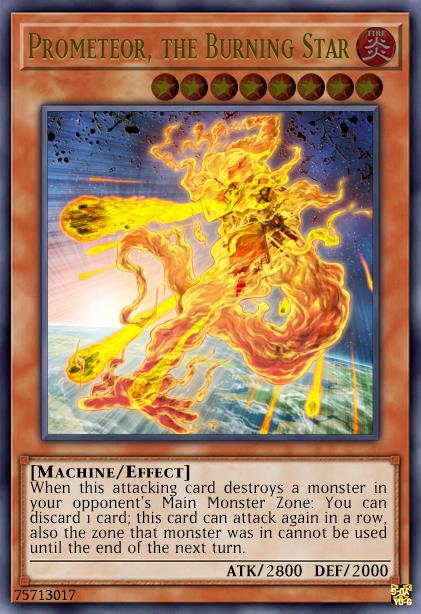 PROMETEOR, THE BURNING STAR
FIRE
炎
[MACHINE/EFFECT]
When this attacking card destroys a monster in
your opponent's Main Monster Zone: You can
discard 1 card; this card can attack again in a row,
also the zone that monster was in cannot be used
until the end of the next turn.
ATK/2800 DEF/2000
75713017